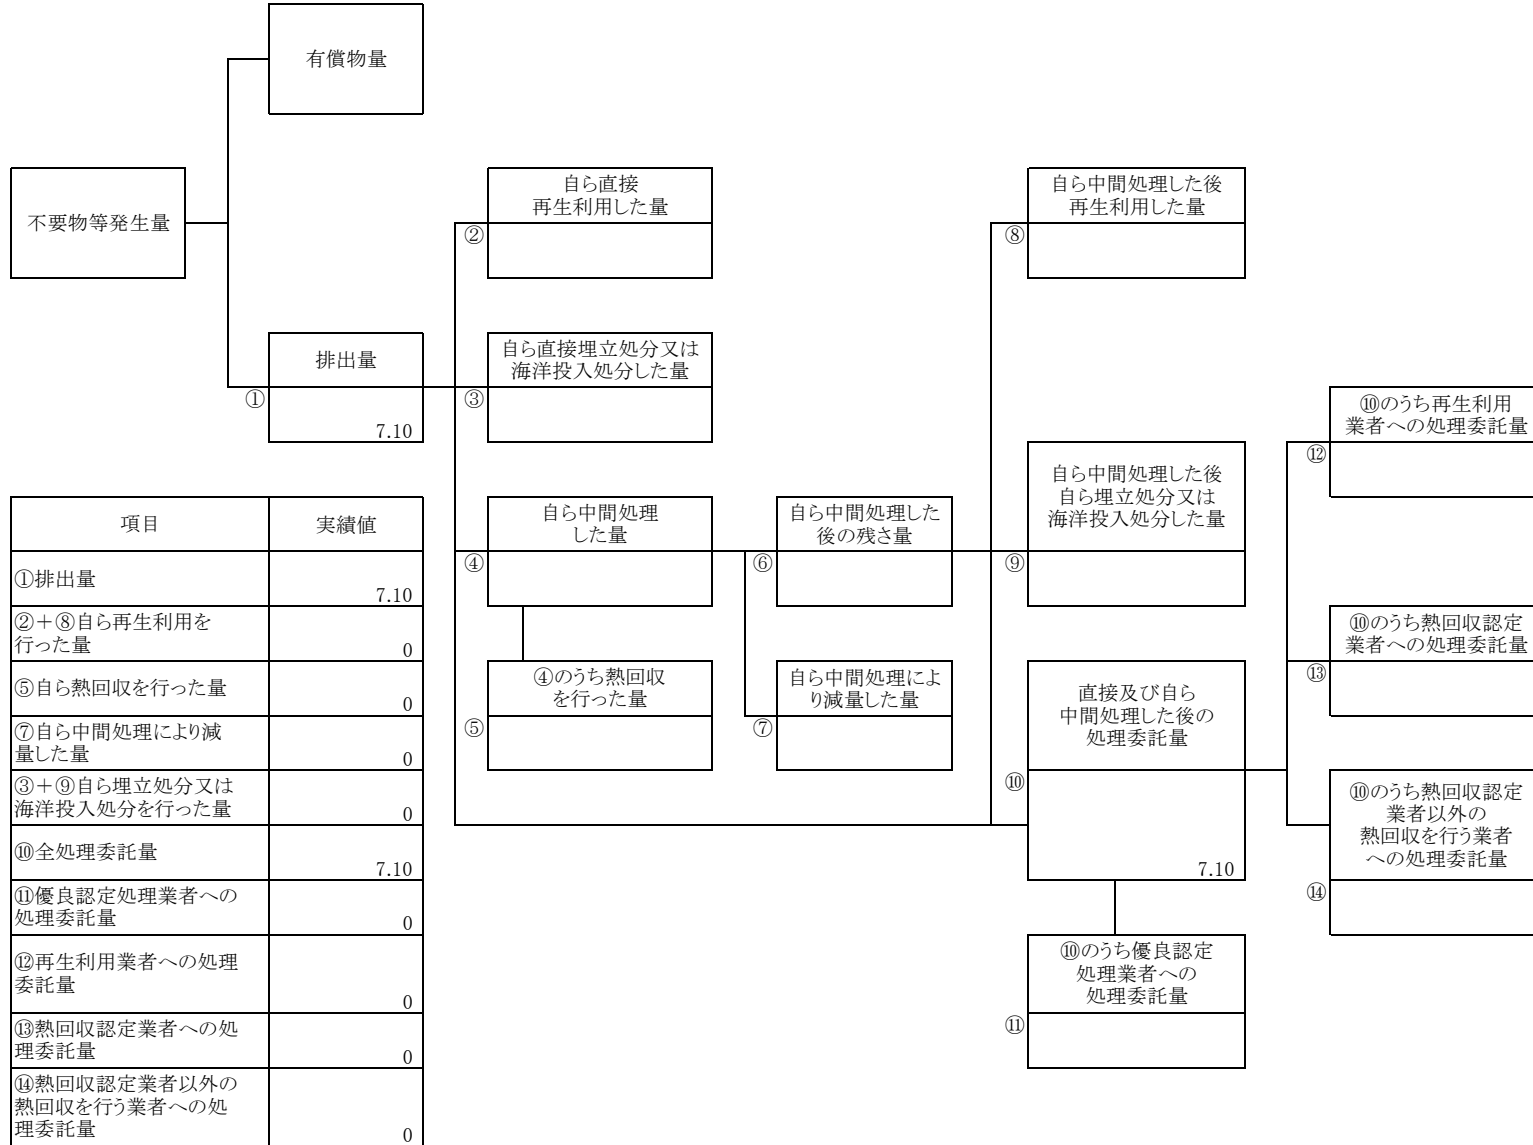 有償物量
不要物等発生量
自ら直接
再生利用した量
②
自ら中間処理した後
再生利用した量
⑧
排出量
①
7.10
自ら直接埋立処分又は
海洋投入処分した量
③
⑩のうち再生利用
業者への処理委託量
⑫
自ら中間処理
した量
④
自ら中間処理した
後の残さ量
⑥
自ら中間処理した後
自ら埋立処分又は
海洋投入処分した量
⑨
④のうち熱回収
を行った量
⑤
自ら中間処理によ
り減量した量
⑦
直接及び自ら
中間処理した後の
処理委託量
⑩
7.10
⑩のうち熱回収認定
業者への処理委託量
⑬
⑩のうち熱回収認定
業者以外の
熱回収を行う業者
への処理委託量
⑭
⑩のうち優良認定
処理業者への
処理委託量
⑪
項目 実績値
①排出量
7.10
②+⑧自ら再生利用を
行った量
0
⑤自ら熱回収を行った量
0
⑦自ら中間処理により減
量した量
0
③+⑨自ら埋立処分又は
海洋投入処分を行った量
0
⑩全処理委託量
7.10
⑪優良認定処理業者への
処理委託量
0
⑫再生利用業者への処理
委託量
0
⑬熱回収認定業者への処
理委託量
0
⑭熱回収認定業者以外の
熱回収を行う業者への処
理委託量
0